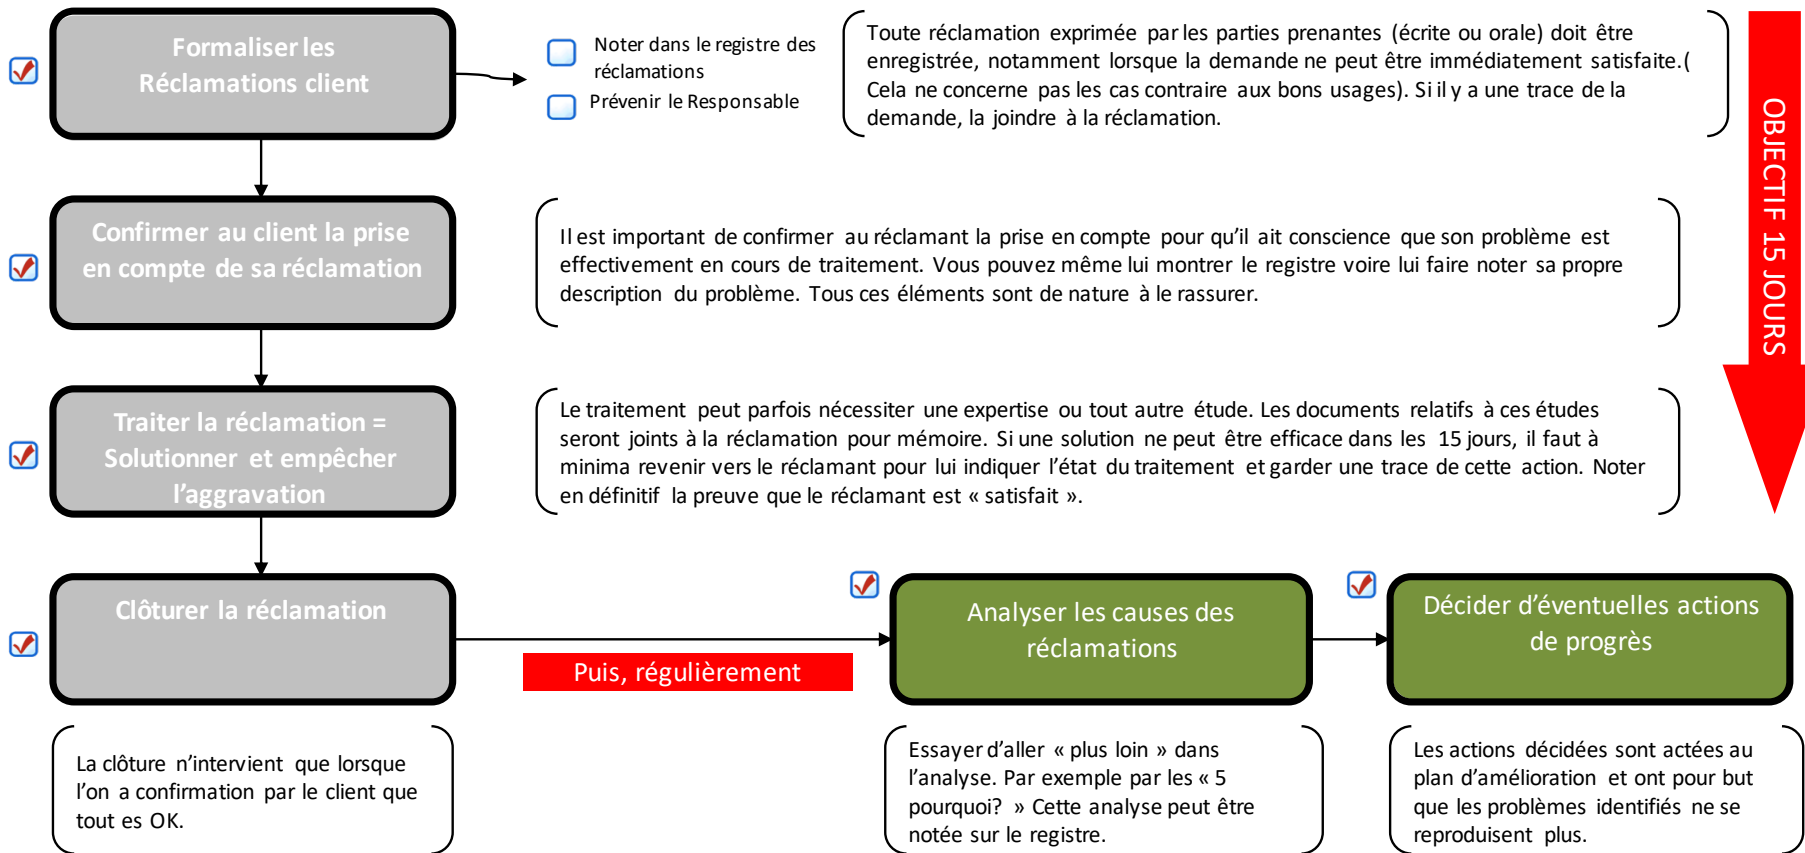 Formaliser les
Réclamations client
Noter dans le registre des
réclamations
Prévenir le Responsable
Toute réclamation exprimée par les parties prenantes (écrite ou orale) doit être
enregistrée, notamment lorsque la demande ne peut être immédiatement satisfaite.(
Cela ne concerne pas les cas contraire aux bons usages). Si il y a une trace de la
demande, la joindre à la réclamation.
OBJECTIF 15 JOURS
Confirmer au client la prise
en compte de sa réclamation
Il est important de confirmer au réclamant la prise en compte pour qu'il ait conscience que son problème est
effectivement en cours de traitement. Vous pouvez même lui montrer le registre voire lui faire noter sa propre
description du problème. Tous ces éléments sont de nature à le rassurer.
Traiter la réclamation =
Solutionner et empêcher
l'aggravation
Le traitement peut parfois nécessiter une expertise ou tout autre étude. Les documents relatifs à ces études
seront joints à la réclamation pour mémoire. Si une solution ne peut être efficace dans les 15 jours, il faut à
minima revenir vers le réclamant pour lui indiquer l'état du traitement et garder une trace de cette action. Noter
en définitif la preuve que le réclamant est « satisfait ».
Clôturer la réclamation
Puis, régulièrement
Analyser les causes des
réclamations
Décider d'éventuelles actions
de progrès
La clôture n'intervient que lorsque
l'on a confirmation par le client que
tout es OK.
Essayer d'aller « plus loin » dans
l'analyse. Par exemple par les « 5
pourquoi? » Cette analyse peut être
notée sur le registre.
Les actions décidées sont actées au
plan d'amélioration et ont pour but
que les problèmes identifiés ne se
reproduisent plus.